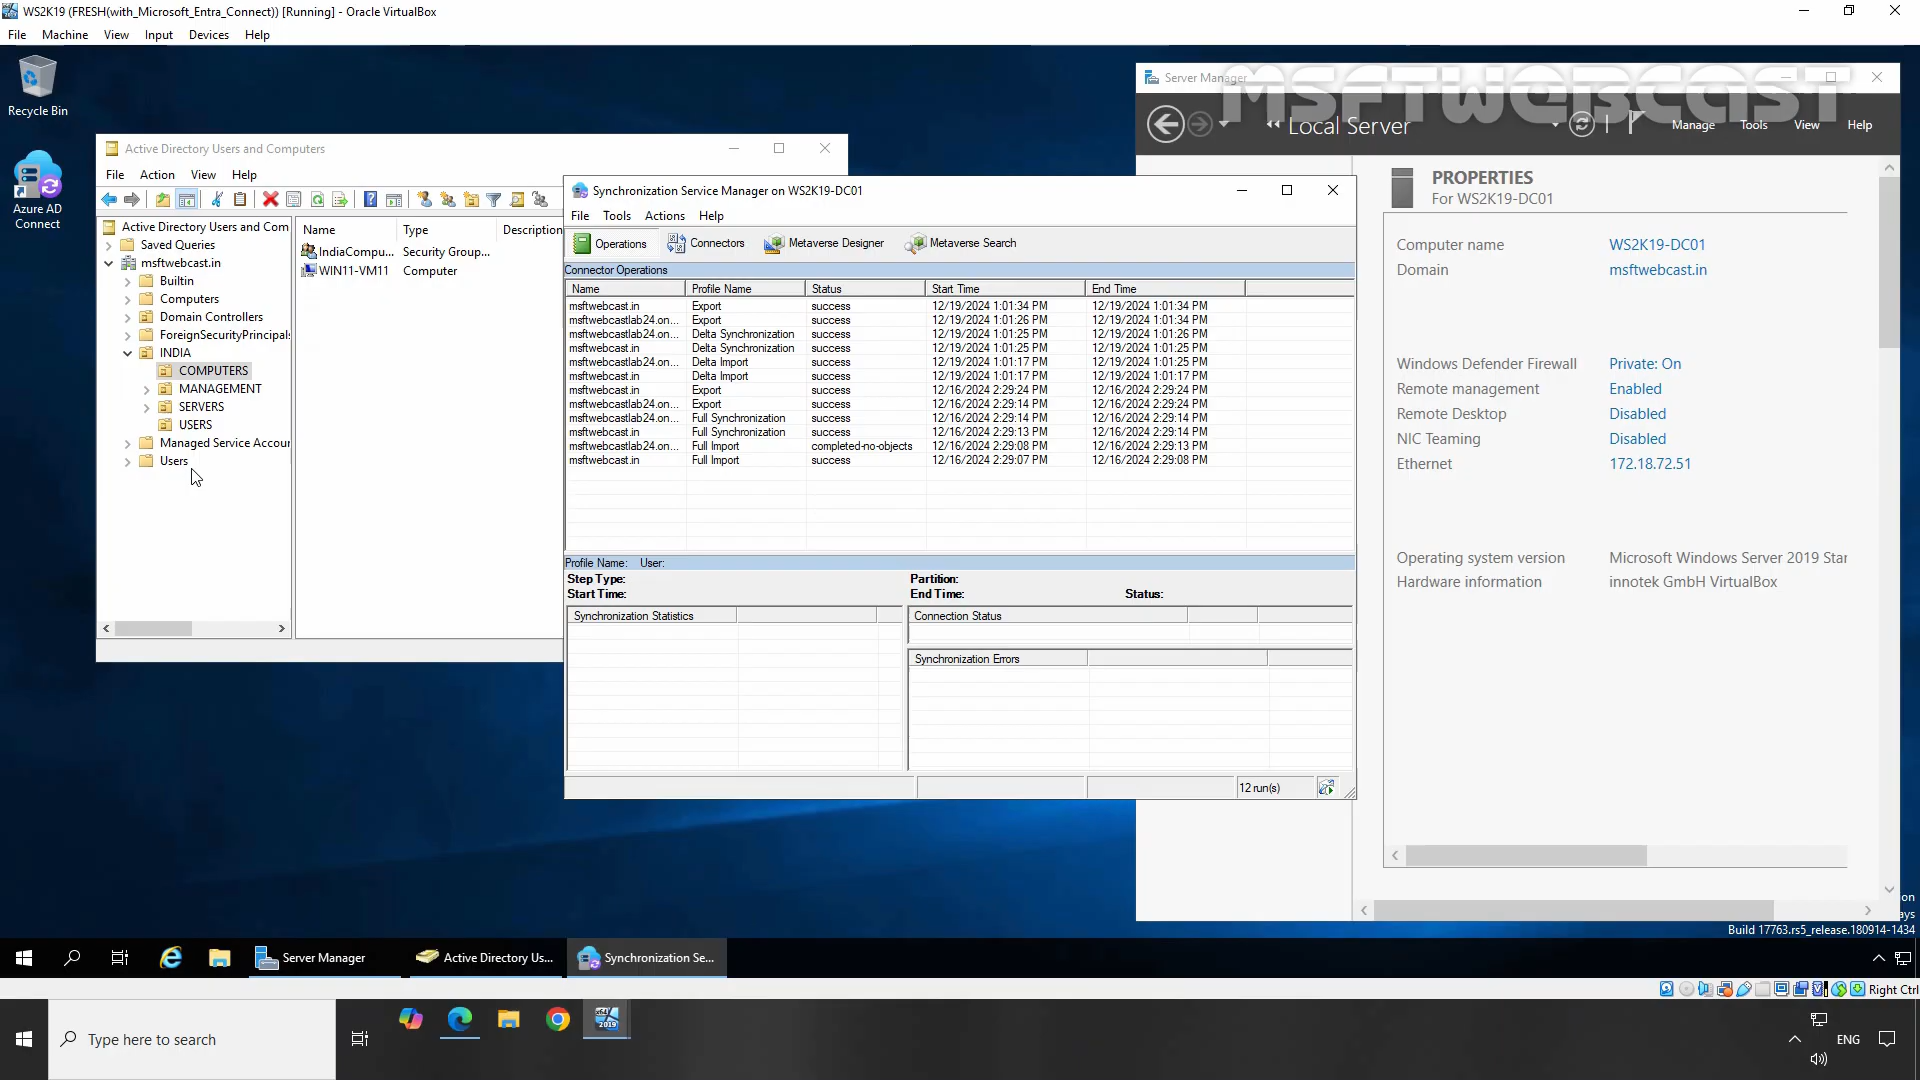 WS2K19 (FRESH(with_Microsoft_Entra_Connect)) [Running] - Oracle VirtualBox
File Machine View Input Devices Help
Recycle Bin
Azure AD
Connect
Active Directory Users and Computers
File Action View Help
Active Directory Users and Com
Saved Queries
msftwebcast.in
Builtin
Computers
Domain Controllers
ForeignSecurityPrincipals
INDIA
COMPUTERS
MANAGEMENT
SERVERS
USERS
Managed Service Accour
Users
Name Type Description
IndiaCompu... Security Group...
WIN11-VM11 Computer
Synchronization Service Manager on WS2K19-DC01
File Tools Actions Help
Operations Connectors Metaverse Designer Metaverse Search
Connector Operations
Name Profile Name Status Start Time End Time
msftwebcast.in Export success 12/19/2024 1:01:34 PM 12/19/2024 1:01:34 PM
msftwebcastlab24.on... Export success 12/19/2024 1:01:26 PM 12/19/2024 1:01:34 PM
msftwebcastlab24.on... Delta Synchronization success 12/19/2024 1:01:25 PM 12/19/2024 1:01:26 PM
msftwebcast.in Delta Synchronization success 12/19/2024 1:01:25 PM 12/19/2024 1:01:25 PM
msftwebcastlab24.on... Delta Import success 12/19/2024 1:01:17 PM 12/19/2024 1:01:25 PM
msftwebcast.in Delta Import success 12/19/2024 1:01:17 PM 12/19/2024 1:01:17 PM
msftwebcast.in Export success 12/16/2024 2:29:24 PM 12/16/2024 2:29:24 PM
msftwebcastlab24.on... Export success 12/16/2024 2:29:14 PM 12/16/2024 2:29:24 PM
msftwebcastlab24.on... Full Synchronization success 12/16/2024 2:29:14 PM 12/16/2024 2:29:14 PM
msftwebcast.in Full Synchronization success 12/16/2024 2:29:13 PM 12/16/2024 2:29:14 PM
msftwebcastlab24.on... Full Import completed-no-objects 12/16/2024 2:29:08 PM 12/16/2024 2:29:13 PM
msftwebcast.in Full Import success 12/16/2024 2:29:07 PM 12/16/2024 2:29:08 PM
Profile Name: User:
Step Type: Partition:
Start Time: End Time: Status:
Synchronization Statistics
Connection Status
Synchronization Errors
12 run(s)
Server Manager
MSFTWEBCAST
Local Server
Manage Tools View Help
PROPERTIES
For WS2K19-DC01
Computer name WS2K19-DC01
Domain msftwebcast.in
Windows Defender Firewall Private: On
Remote management Enabled
Remote Desktop Disabled
NIC Teaming Disabled
Ethernet 172.18.72.51
Operating system version Microsoft Windows Server 2019 Star
Hardware information innotek GmbH VirtualBox
on
ays
Build 17763.rs5_release.180914-1434
Server Manager Active Directory Us... Synchronization Se...
Right Ctrl
Type here to search
x64
2019
ENG